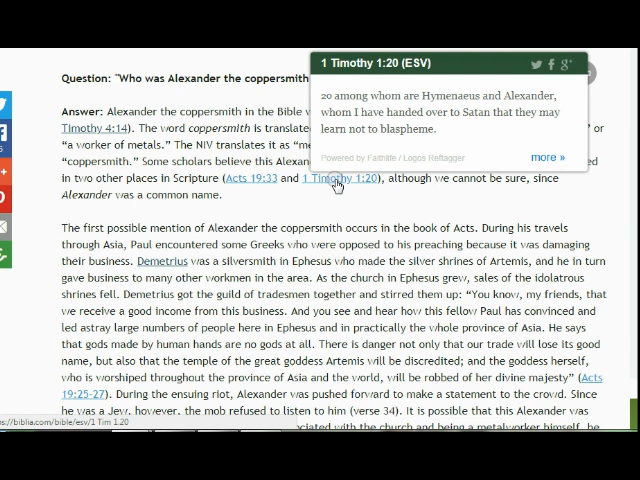 Question: "Who was Alexander the coppersmith
1 Timothy 1:20 (ESV)
20 among whom are Hymenaeus and Alexander,
whom I have handed over to Satan that they may
learn not to blaspheme.
Powered by Faithlife / Logos Reftagger
more »
Answer: Alexander the coppersmith in the Bible w
Timothy 4:14). The word coppersmith is translate ” or
“a worker of metals.” The NIV translates it as “me
“coppersmith.” Some scholars believe this Alexan ed
in two other places in Scripture (Acts 19:33 and 1 Timothy 1:20), although we cannot be sure, since
Alexander was a common name.
The first possible mention of Alexander the coppersmith occurs in the book of Acts. During his travels
through Asia, Paul encountered some Greeks who were opposed to his preaching because it was damaging
their business. Demetrius was a silversmith in Ephesus who made the silver shrines of Artemis, and he in turn
gave business to many other workmen in the area. As the church in Ephesus grew, sales of the idolatrous
shrines fell. Demetrius got the guild of tradesmen together and stirred them up: “You know, my friends, that
we receive a good income from this business. And you see and hear how this fellow Paul has convinced and
led astray large numbers of people here in Ephesus and in practically the whole province of Asia. He says
that gods made by human hands are no gods at all. There is danger not only that our trade will lose its good
name, but also that the temple of the great goddess Artemis will be discredited; and the goddess herself,
who is worshiped throughout the province of Asia and the world, will be robbed of her divine majesty” (Acts
19:25-27). During the ensuing riot, Alexander was pushed forward to make a statement to the crowd. Since
he was a Jew, however, the mob refused to listen to him (verse 34). It is possible that this Alexander was
ps://biblia.com/bible/esv/1 Tim 1.20
sociated with the church and being a metalworker himself, he